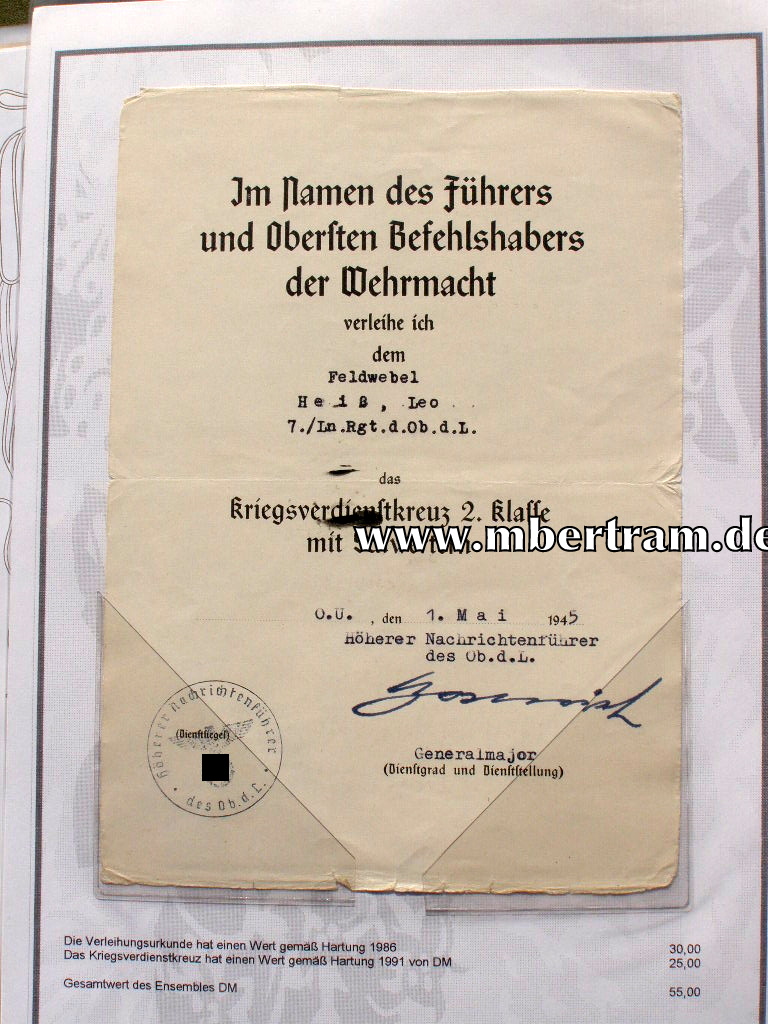 Im Namen des Führers
und Obersten Befehlshabers
der Wehrmacht
verleihe ich
dem
Feldwebel
Heiß, Leo
7./Ln.Rgt.d.Ob.d.L.
das
Kriegsverdienstkreuz 2. Klasse
mit
www.mbertram.de
O.U. , den 1. Mai 1945
Höherer Nachrichtenführer
des Ob.d.L.
Generalmajor
(Dienstgrad und Dienststellung)
Höherer Nachrichtenführer
(Dienstsiegel)
des Ob.d.L.
Die Verleihungsurkunde hat einen Wert gemäß Hartung 1986 30,00
Das Kriegsverdienstkreuz hat einen Wert gemäß Hartung 1991 von DM 25,00
Gesamtwert des Ensembles DM 55,00